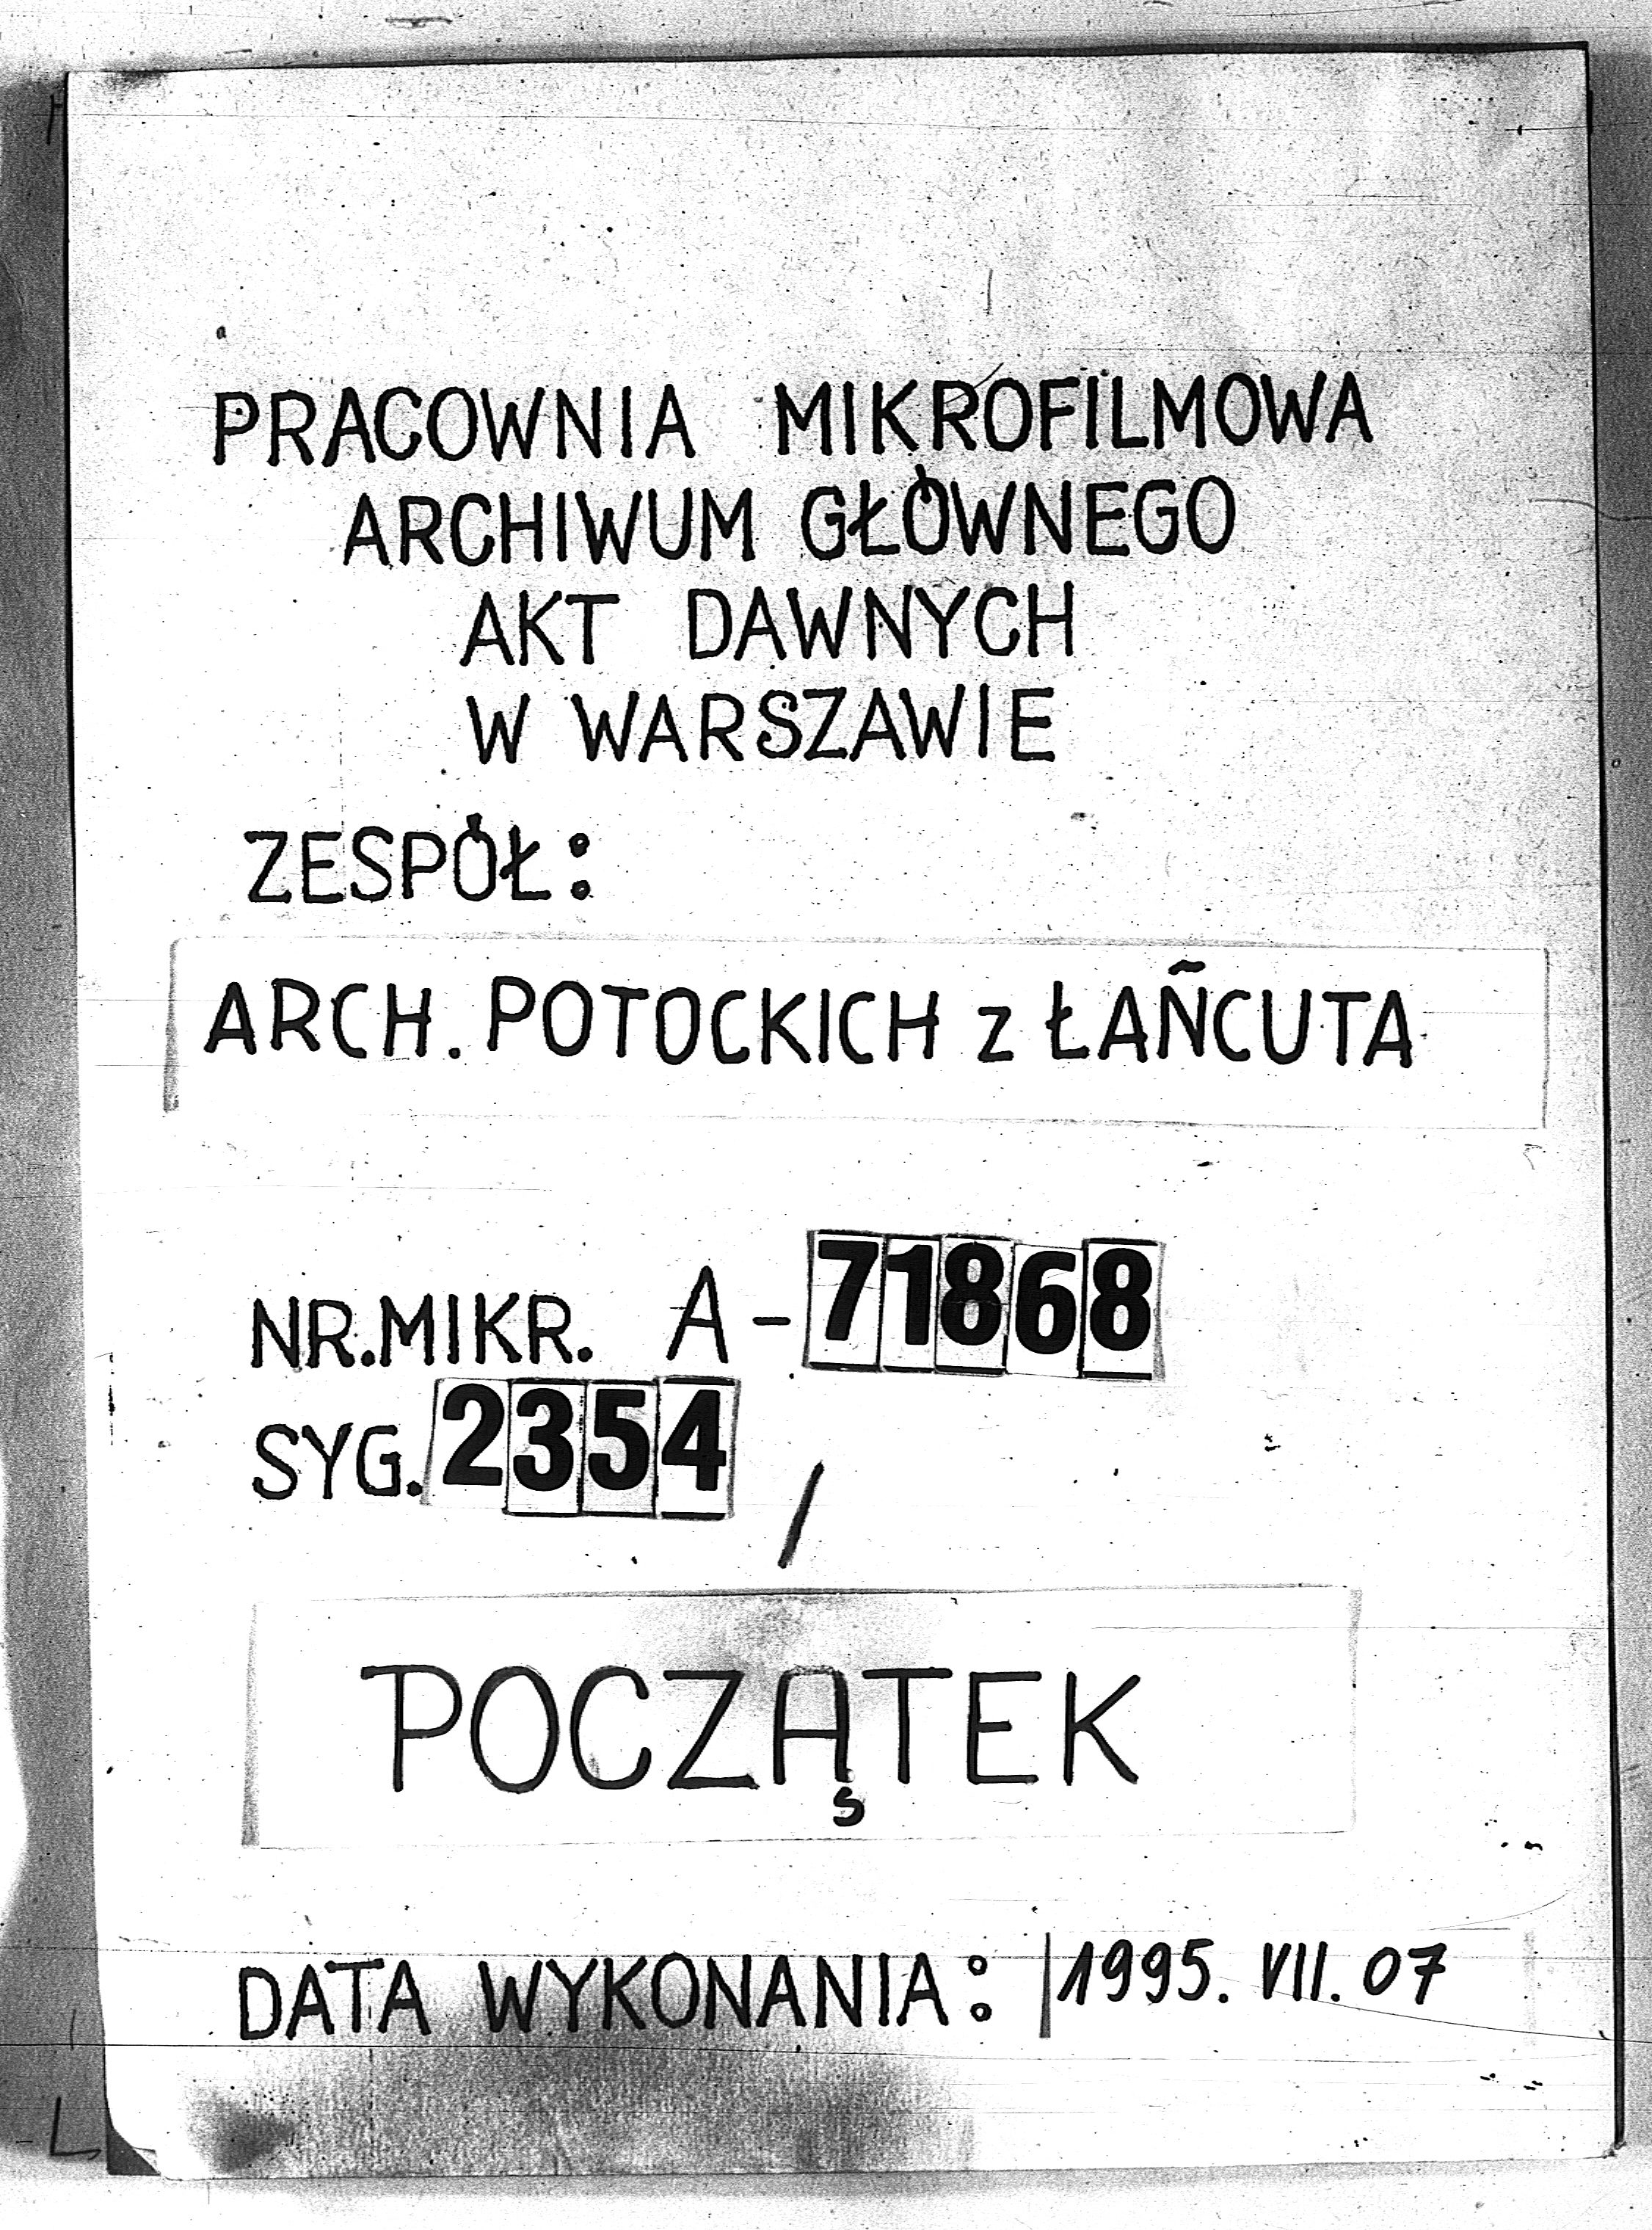 PRACOWNIA MIKROFILMOWA
ARCHIWUM GŁÓWNEGO
AKT DAWNYCH
W WARSZAWIE
ZESPÓŁ:
ARCH. POTOCKICH z ŁAŃCUTA
NR.MIKR. A-71868
SYG. 2354 /
POCZĄTEK
DATA WYKONANIA: 1995. VII. 07